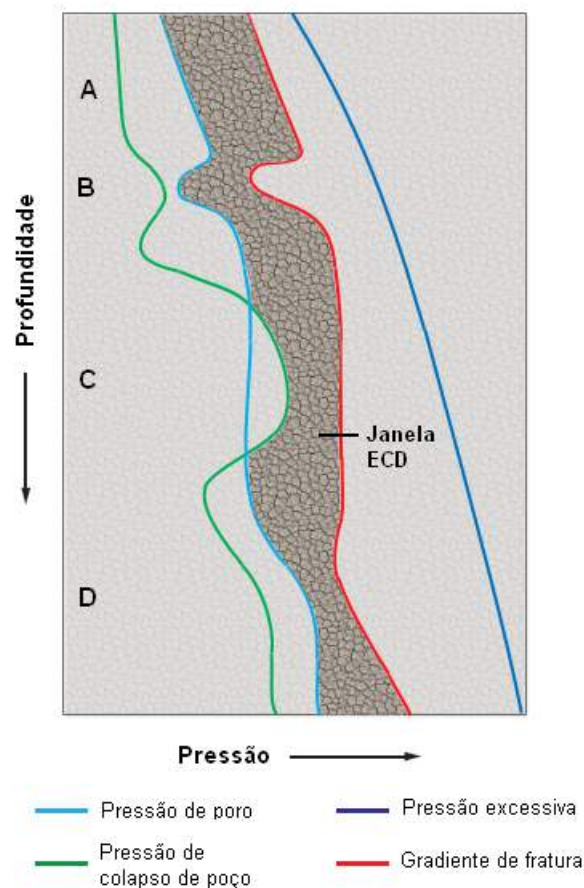 A
B
Profundidade
C
Janela
ECD
D
Pressão
Pressão de poro
Pressão excessiva
Pressão de
colapso de poço
Gradiente de fratura